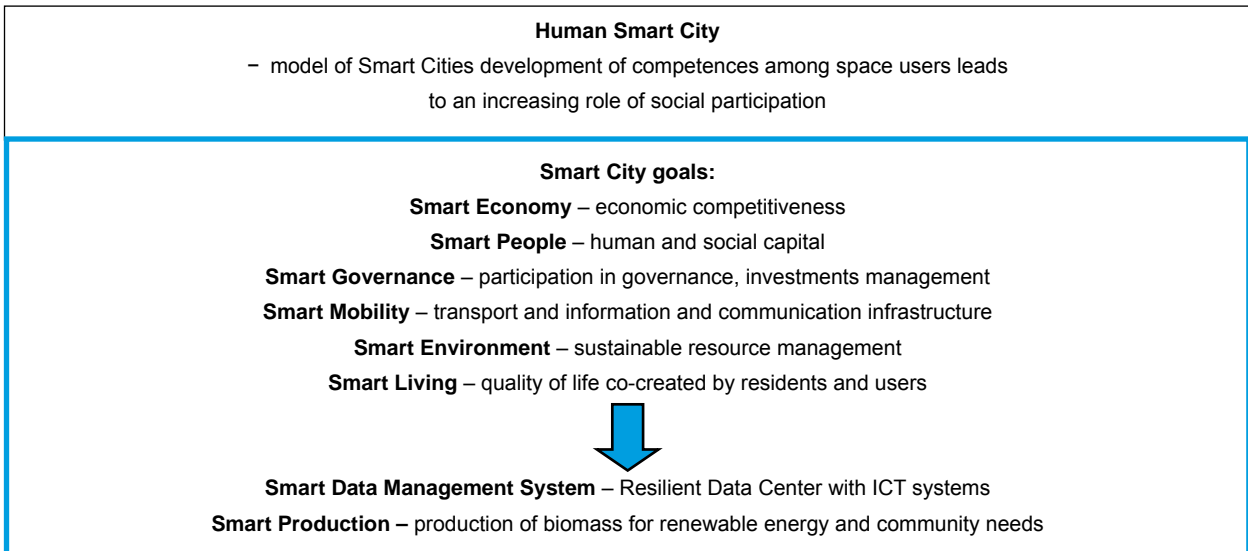 Human Smart City
− model of Smart Cities development of competences among space users leads
to an increasing role of social participation
Smart City goals:
Smart Economy – economic competitiveness
Smart People – human and social capital
Smart Governance – participation in governance, investments management
Smart Mobility – transport and information and communication infrastructure
Smart Environment – sustainable resource management
Smart Living – quality of life co-created by residents and users
Smart Data Management System – Resilient Data Center with ICT systems
Smart Production – production of biomass for renewable energy and community needs